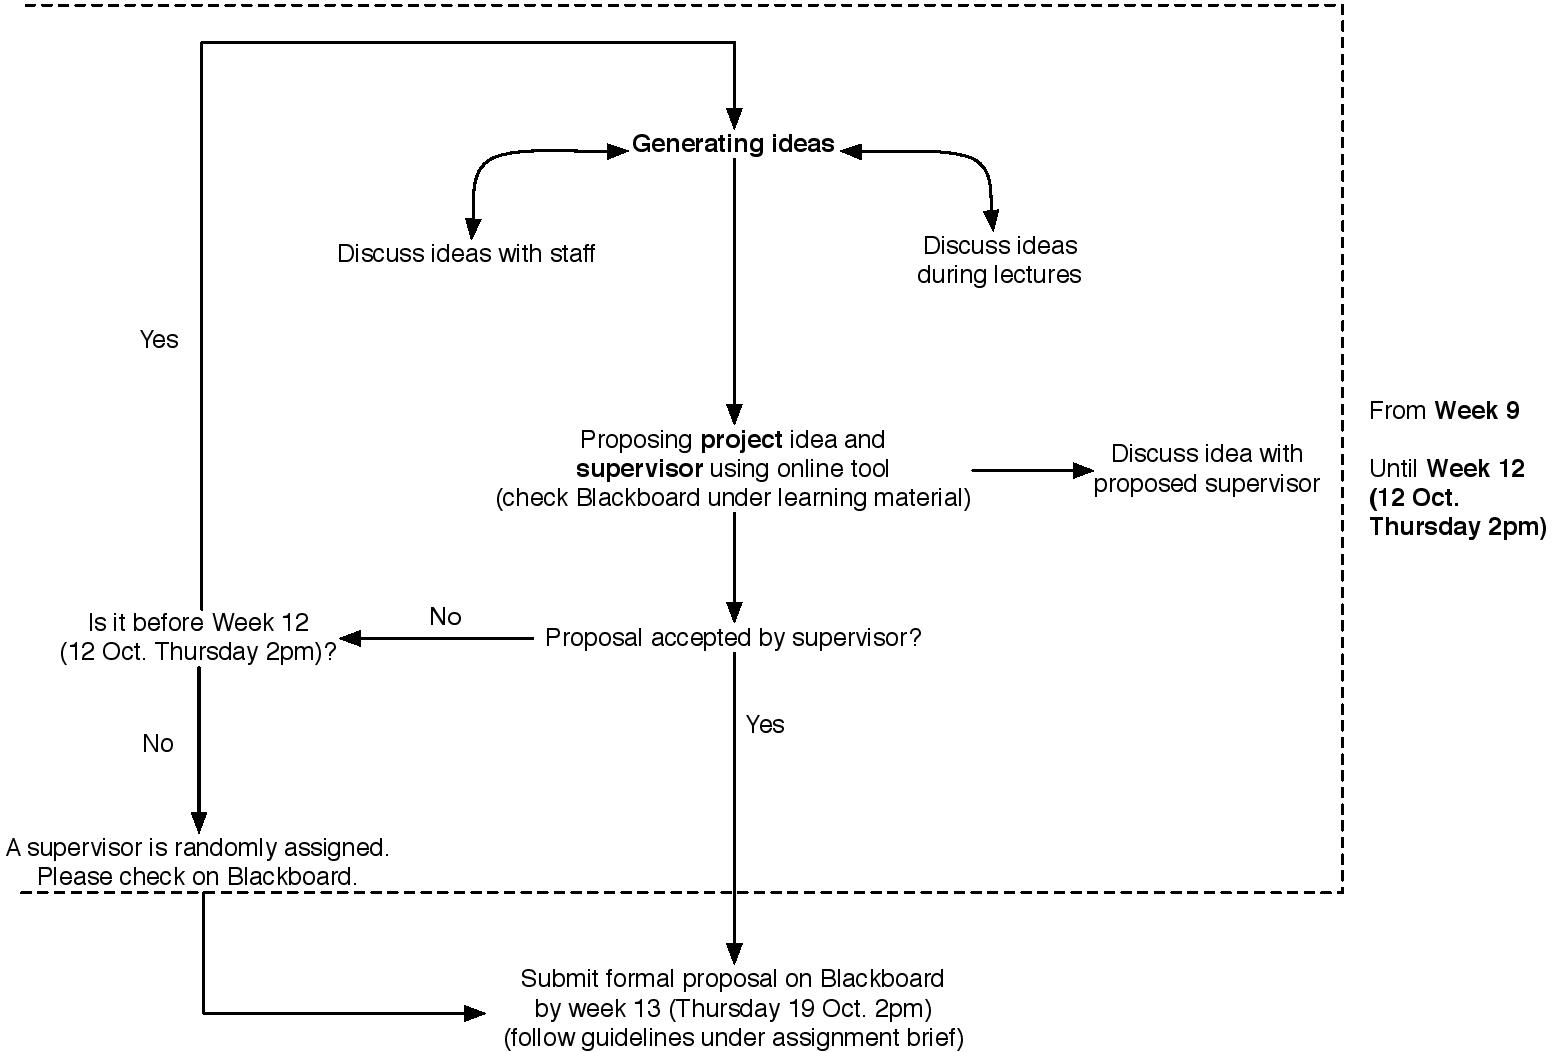 Generating ideas
Discuss ideas with staff
Discuss ideas
during lectures
Yes
From Week 9
Until Week 12
(12 Oct.
Thursday 2pm)
Proposing project idea and
supervisor using online tool
(check Blackboard under learning material)
Discuss idea with
proposed supervisor
Is it before Week 12
(12 Oct. Thursday 2pm)?
No
Proposal accepted by supervisor?
Yes
No
A supervisor is randomly assigned.
Please check on Blackboard.
Submit formal proposal on Blackboard
by week 13 (Thursday 19 Oct. 2pm)
(follow guidelines under assignment brief)